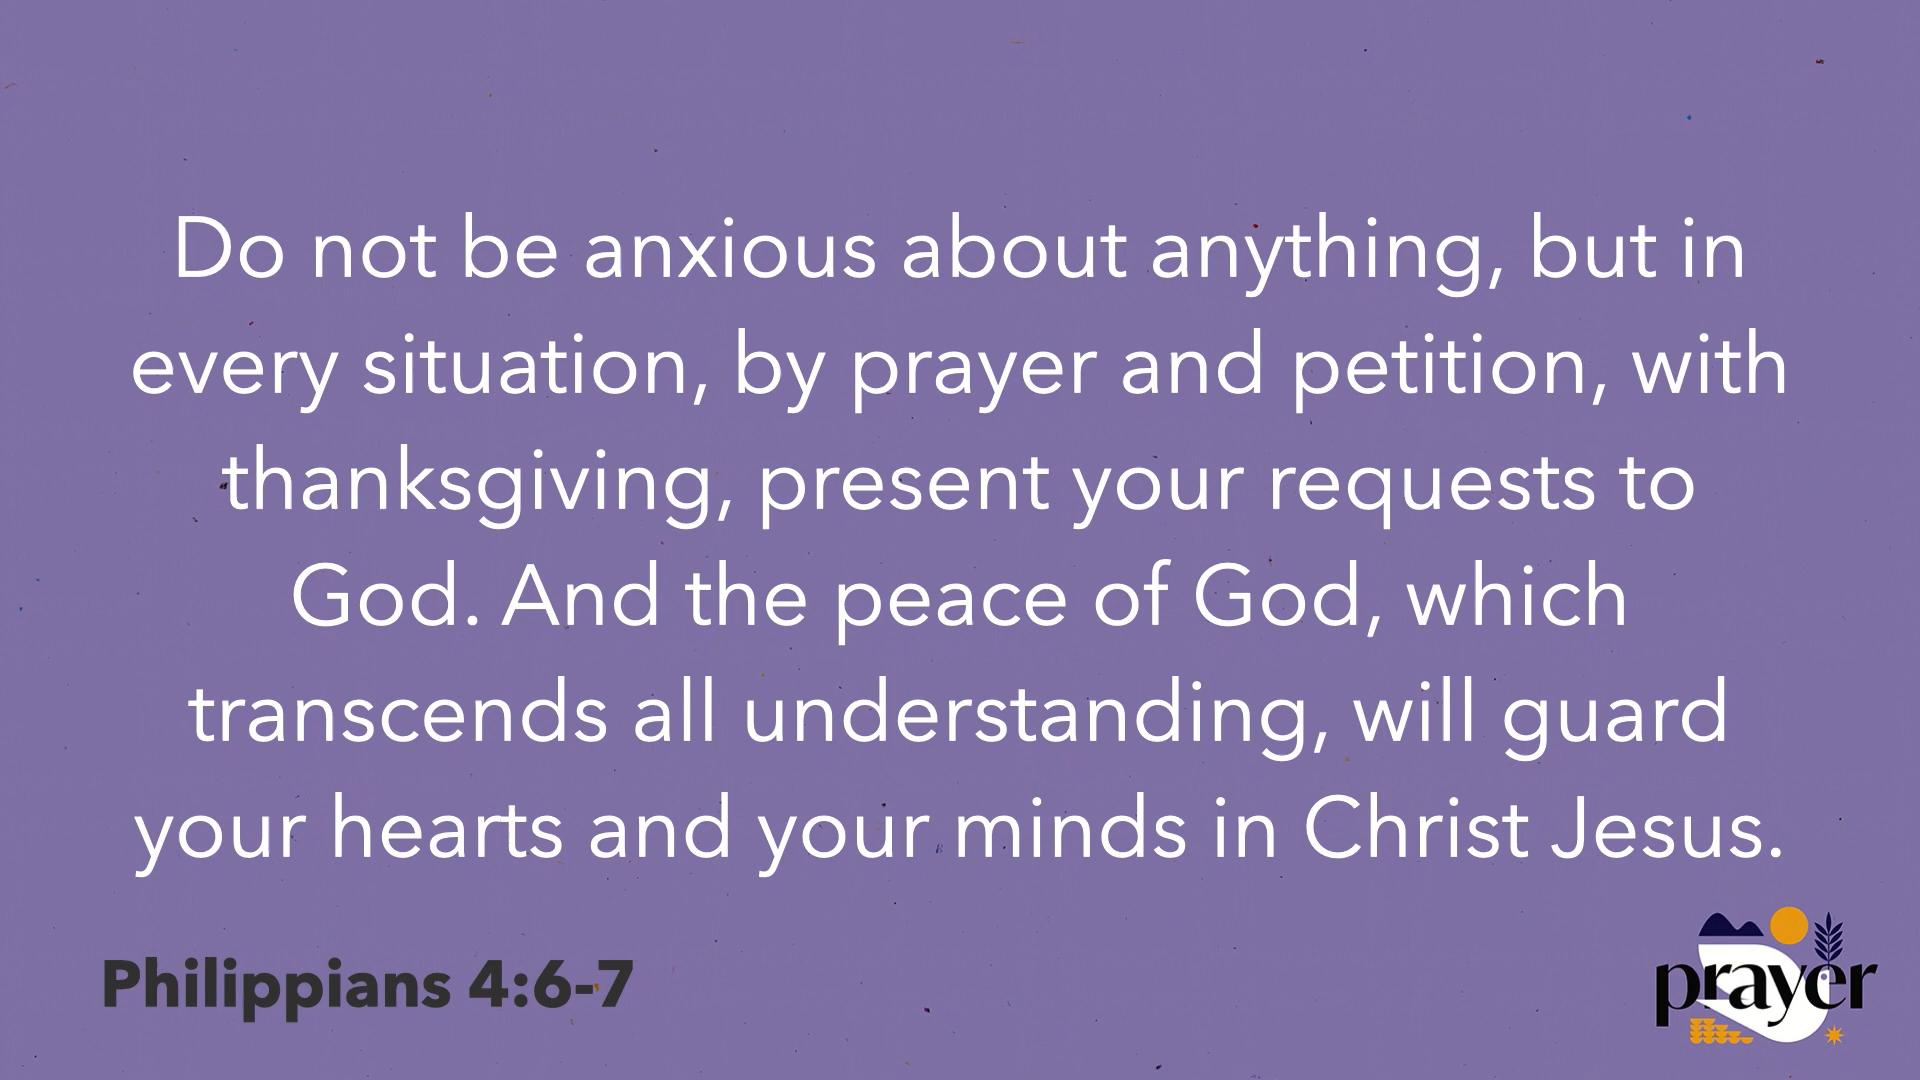 Do not be anxious about anything, but in
every situation, by prayer and petition, with
thanksgiving, present your requests to
God. And the peace of God, which
transcends all understanding, will guard
your hearts and your minds in Christ Jesus.
Philippians 4:6-7
prayer